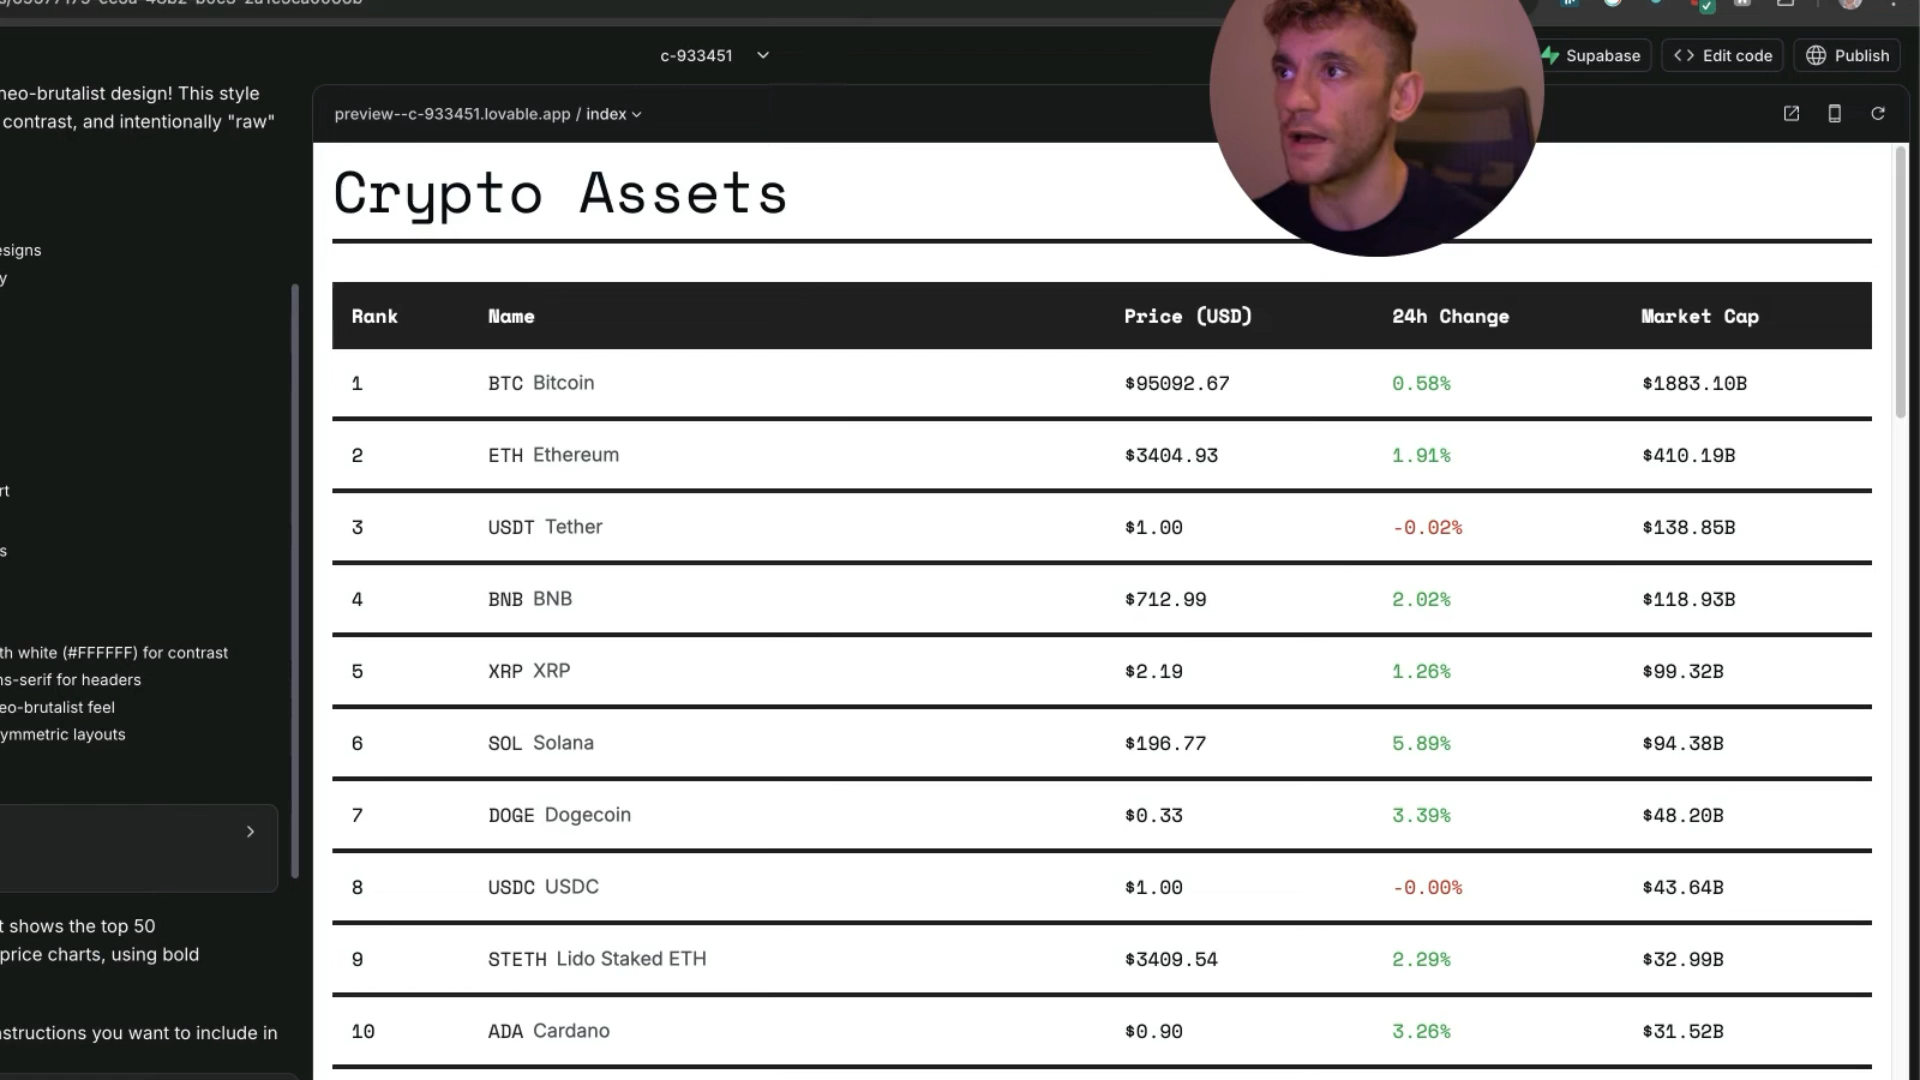 c-933451
Supabase
Edit code
Publish
neo-brutalist design! This style
contrast, and intentionally "raw"
preview--c-933451.lovable.app / index
Crypto Assets
Rank Name Price (USD) 24h Change Market Cap
1 BTC Bitcoin $95092.67 0.58% $1883.10B
2 ETH Ethereum $3404.93 1.91% $410.19B
3 USDT Tether $1.00 -0.02% $138.85B
4 BNB BNB $712.99 2.02% $118.93B
5 XRP XRP $2.19 1.26% $99.32B
6 SOL Solana $196.77 5.89% $94.38B
7 DOGE Dogecoin $0.33 3.39% $48.20B
8 USDC USDC $1.00 -0.00% $43.64B
9 STETH Lido Staked ETH $3409.54 2.29% $32.99B
10 ADA Cardano $0.90 3.26% $31.52B
esigns
y
rt
s
th white (#FFFFFF) for contrast
ns-serif for headers
eo-brutalist feel
symmetric layouts
t shows the top 50
price charts, using bold
nstructions you want to include in